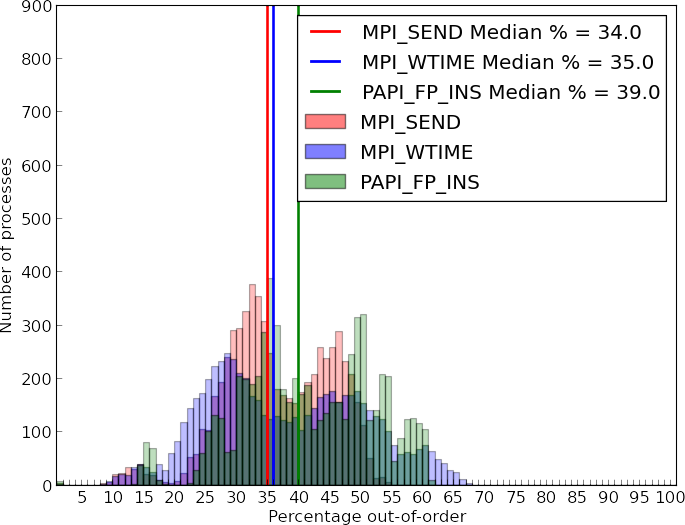 900
800
700
600
500
400
300
200
100
0
Number of processes
MPI_SEND Median % = 34.0
MPI_WTIME Median % = 35.0
PAPI_FP_INS Median % = 39.0
MPI_SEND
MPI_WTIME
PAPI_FP_INS
5 10 15 20 25 30 35 40 45 50 55 60 65 70 75 80 85 90 95 100
Percentage out-of-order